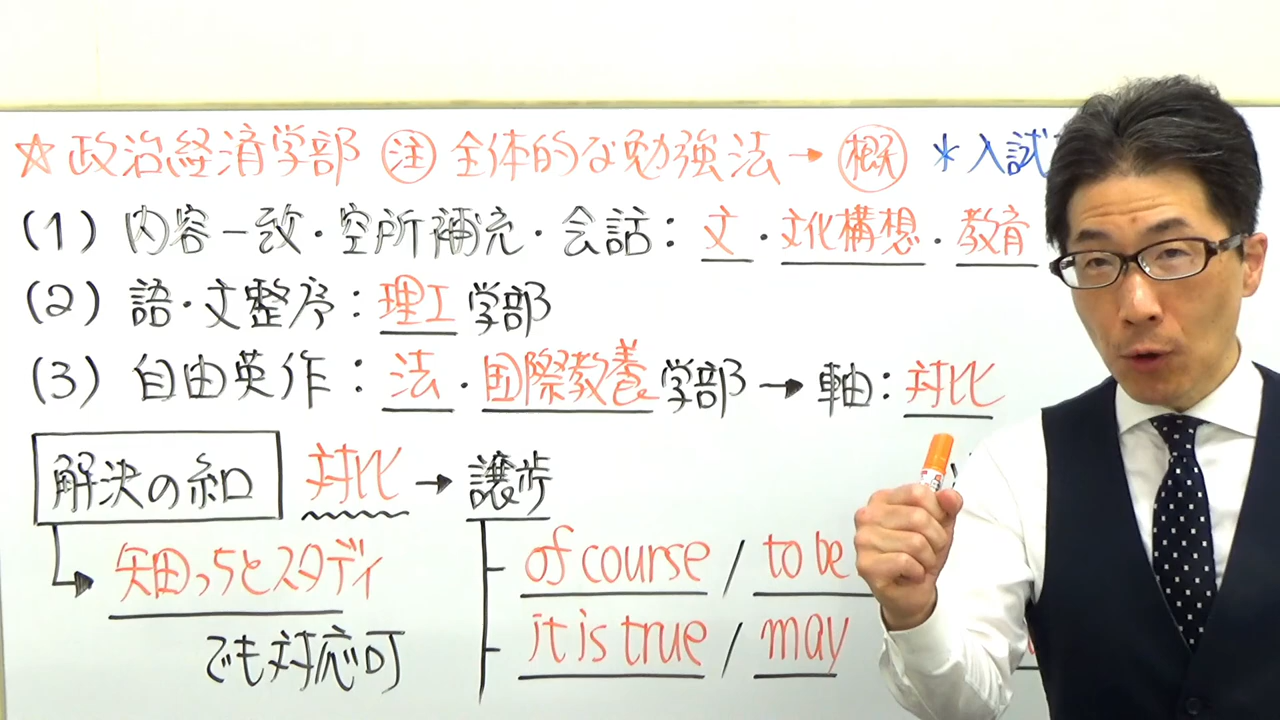 ☆政治経済学部 注 全体的な勉強法→概 *入試
(1) 内容一致・空所補充・会話：文・文化構想・教育
(2) 語・文整序：理工学部
(3) 自由英作：法・国際教養学部→軸：対比
解決の糸口 対比→譲歩
矢田っちとスタディ
でも対応可
of course / to be
it is true / may